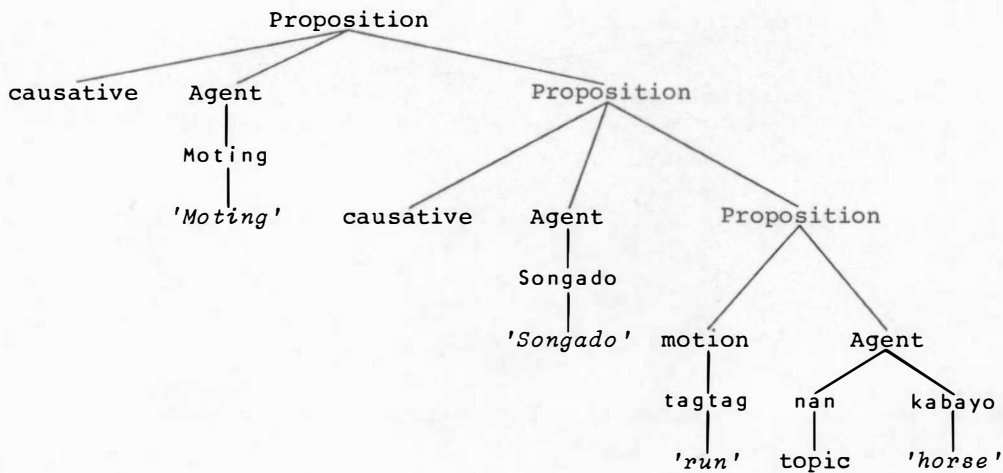 Proposition
causative Agent Proposition
Moting
'Moting' causative Agent Proposition
Songado
'Songado' motion Agent
tagtag nan kabayo
'run' topic 'horse'